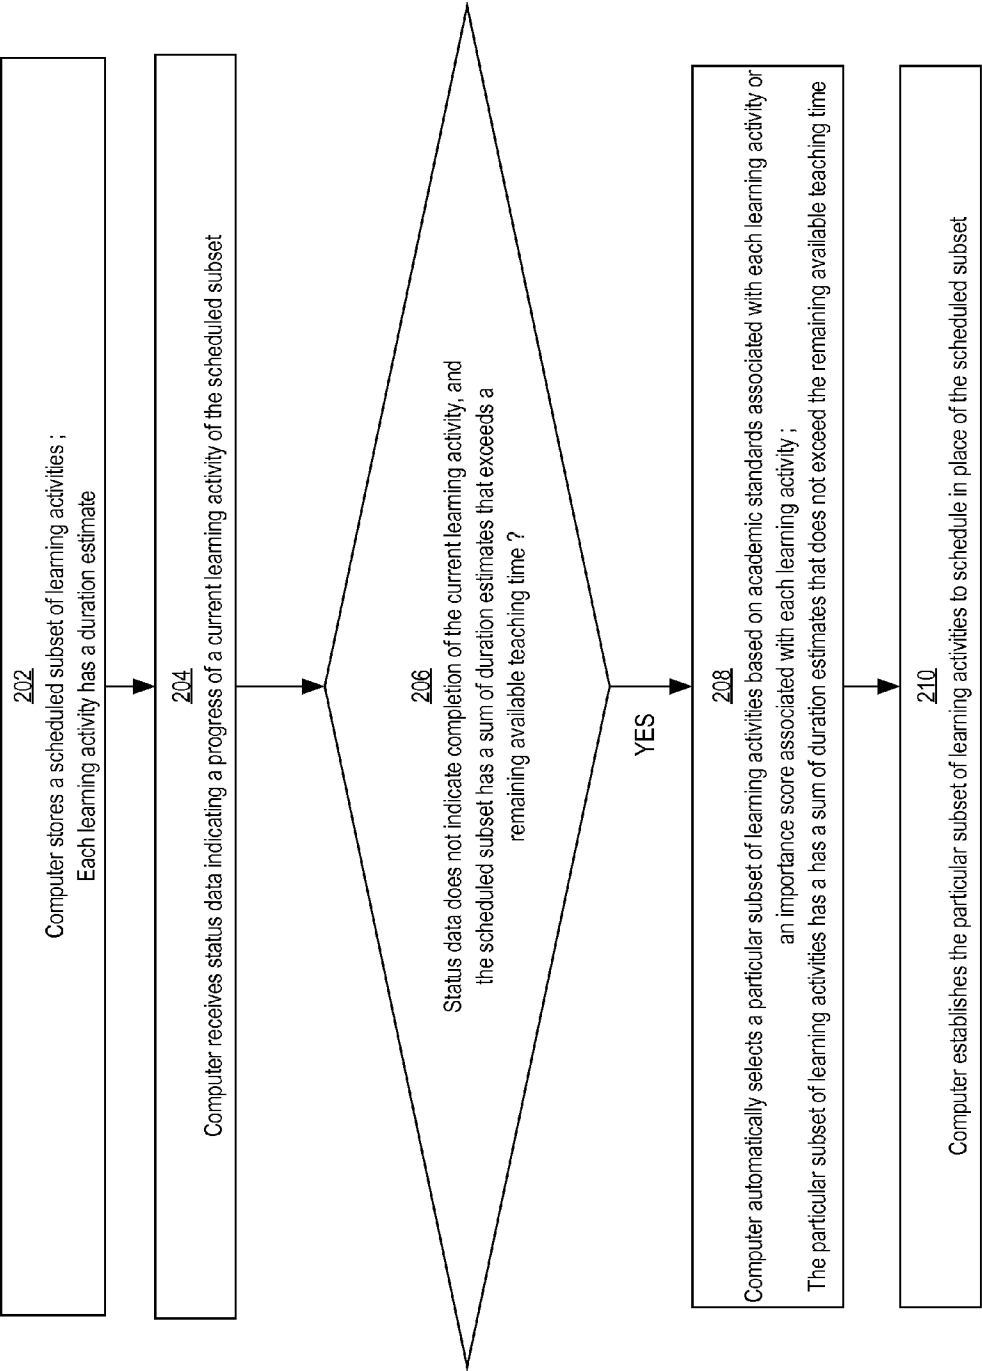 202
Computer stores a scheduled subset of learning activities ;
Each learning activity has a duration estimate
204
Computer receives status data indicating a progress of a current learning activity of the scheduled subset
206
Status data does not indicate completion of the current learning activity, and
the scheduled subset has a sum of duration estimates that exceeds a
remaining available teaching time ?
YES
208
Computer automatically selects a particular subset of learning activities based on academic standards associated with each learning activity or
an importance score associated with each learning activity ;
The particular subset of learning activities has a has a sum of duration estimates that does not exceed the remaining available teaching time
210
Computer establishes the particular subset of learning activities to schedule in place of the scheduled subset